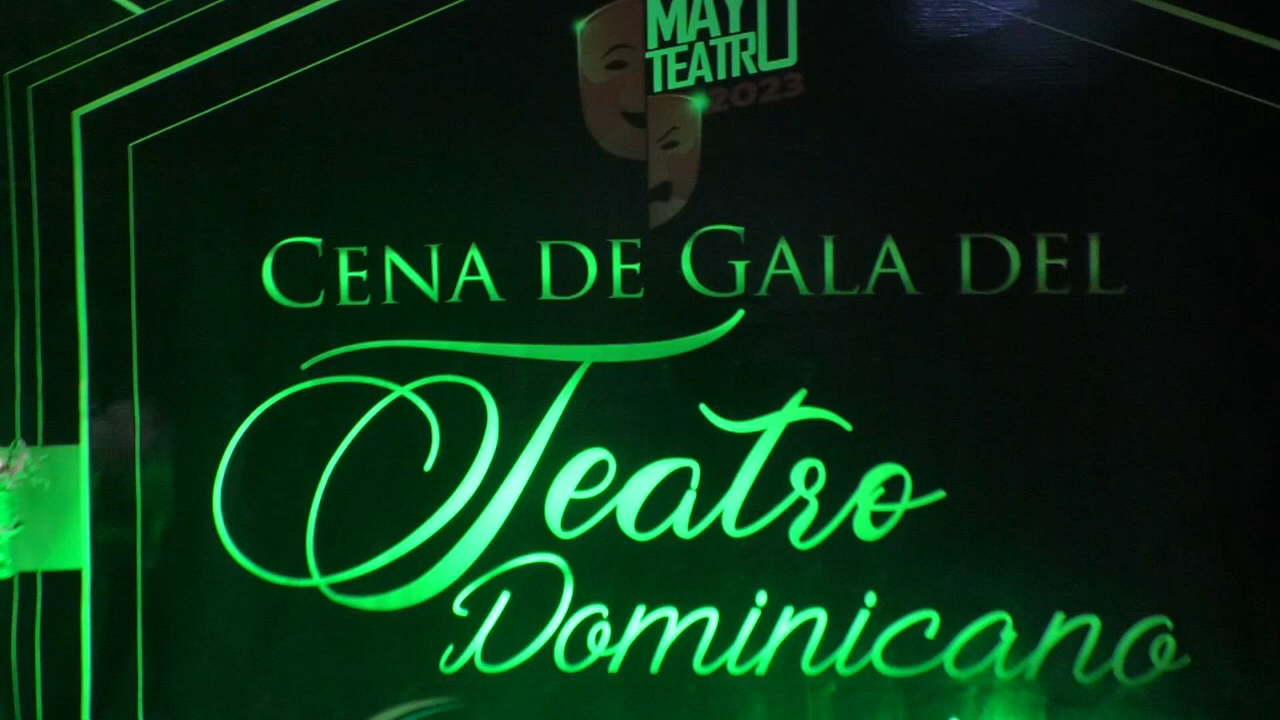 MAYO
TEATRO
2023
CENA DE GALA DEL
Teatro
Dominicano